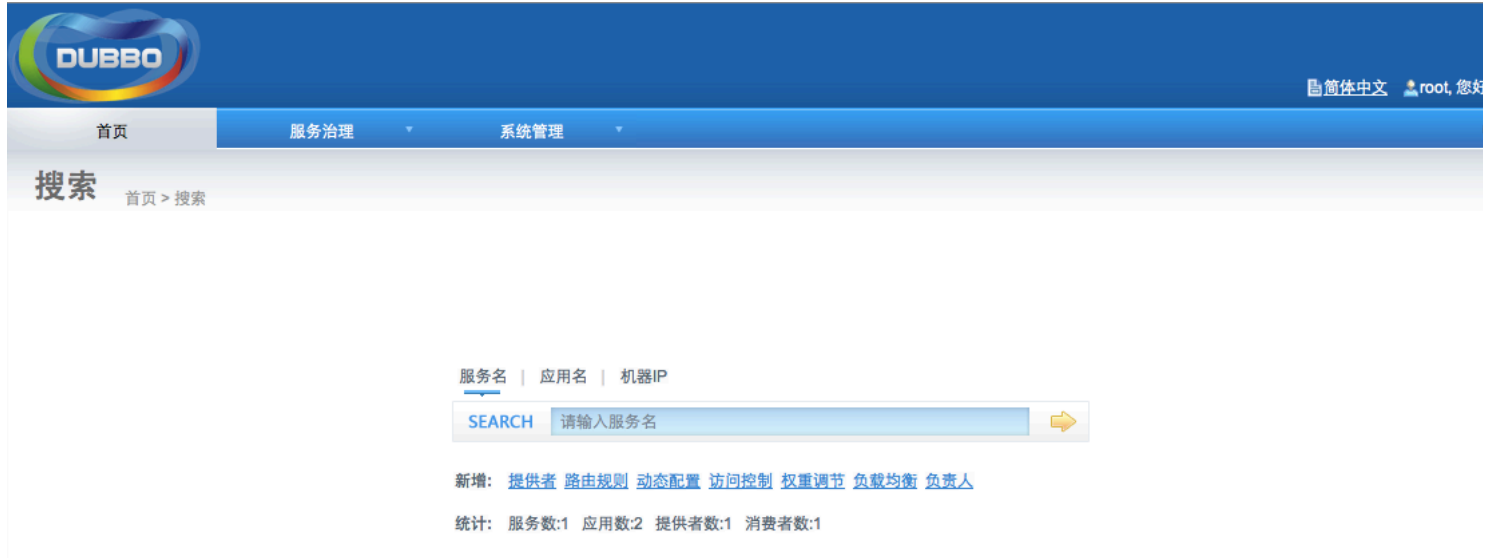 DUBBO
简体中文 root, 您好
首页 服务治理 系统管理
搜索 首页 > 搜索
服务名 | 应用名 | 机器IP
SEARCH 请输入服务名
新增: 提供者 路由规则 动态配置 访问控制 权重调节 负载均衡 负责人
统计: 服务数:1 应用数:2 提供者数:1 消费者数:1